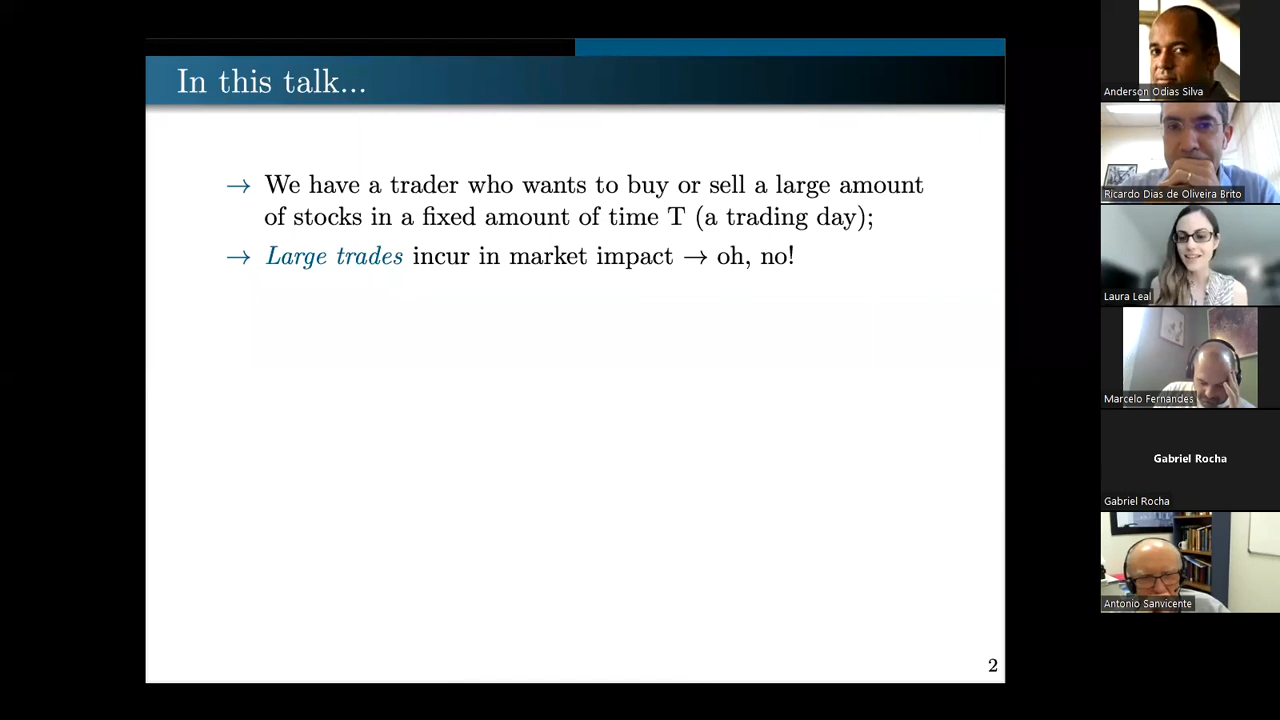 In this talk...
→ We have a trader who wants to buy or sell a large amount
of stocks in a fixed amount of time T (a trading day);
→ Large trades incur in market impact → oh, no!
2
Anderson Odias Silva
Ricardo Dias de Oliveira Brito
Laura Leal
Marcelo Fernandes
Gabriel Rocha
Gabriel Rocha
Antonio Sanvicente